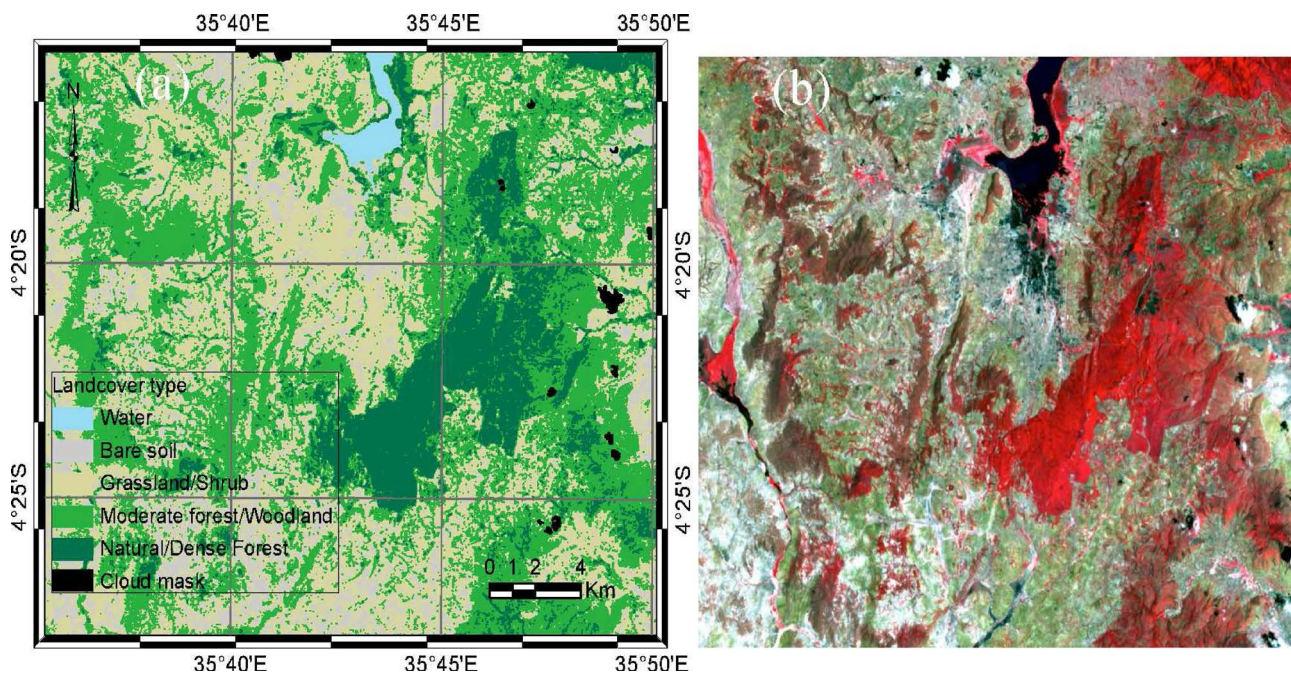 35°40'E 35°45'E 35°50'E
(a)
(b)
N
4°20'S
4°20'S
Landcover type
Water
Bare soil
Grassland/Shrub
Moderate forest/Woodland
Natural/Dense Forest
Cloud mask
4°25'S
4°25'S
0 1 2 4
Km
35°40'E 35°45'E 35°50'E